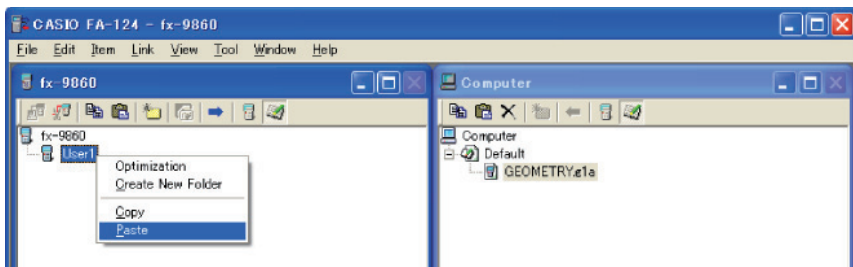 CASIO FA-124 - fx-9860
File Edit Item Link View Tool Window Help
fx-9860
fx-9860
User1
Optimization
Create New Folder
Copy
Paste
Computer
Computer
Default
GEOMETRY.g1a